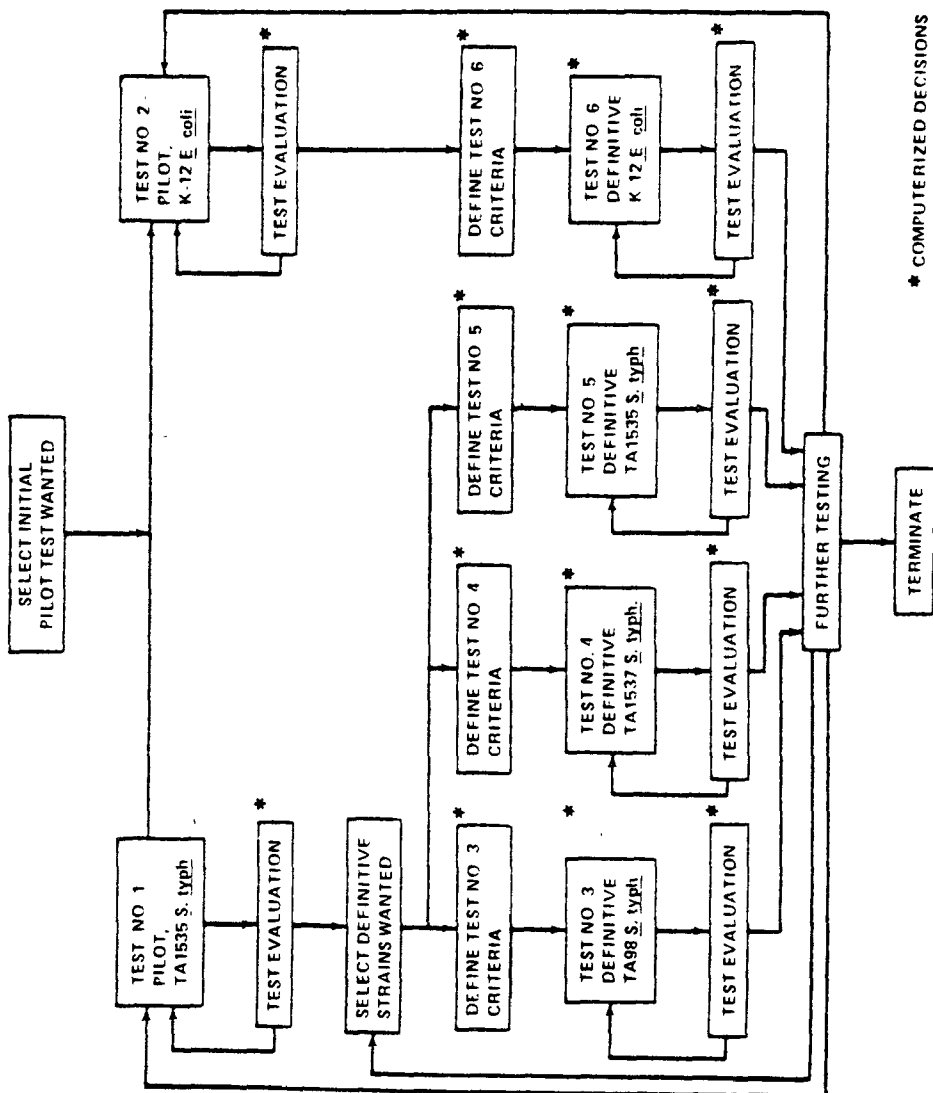 SELECT INITIAL
PILOT TEST WANTED
TEST NO 1
PILOT,
TA1535 S. typh
TEST NO 2
PILOT,
K-12 E coli
*
TEST EVALUATION
*
TEST EVALUATION
SELECT DEFINITIVE
STRAINS WANTED
*
DEFINE TEST NO 3
CRITERIA
*
DEFINE TEST NO 4
CRITERIA
*
DEFINE TEST NO 5
CRITERIA
*
DEFINE TEST NO 6
CRITERIA
*
TEST NO 3
DEFINITIVE
TA98 S. typh
*
TEST NO. 4
DEFINITIVE
TA1537 S. typh.
*
TEST NO 5
DEFINITIVE
TA1535 S. typh
*
TEST NO 6
DEFINITIVE
K 12 E coli
*
TEST EVALUATION
*
TEST EVALUATION
*
TEST EVALUATION
*
TEST EVALUATION
FURTHER TESTING
TERMINATE
* COMPUTERIZED DECISIONS